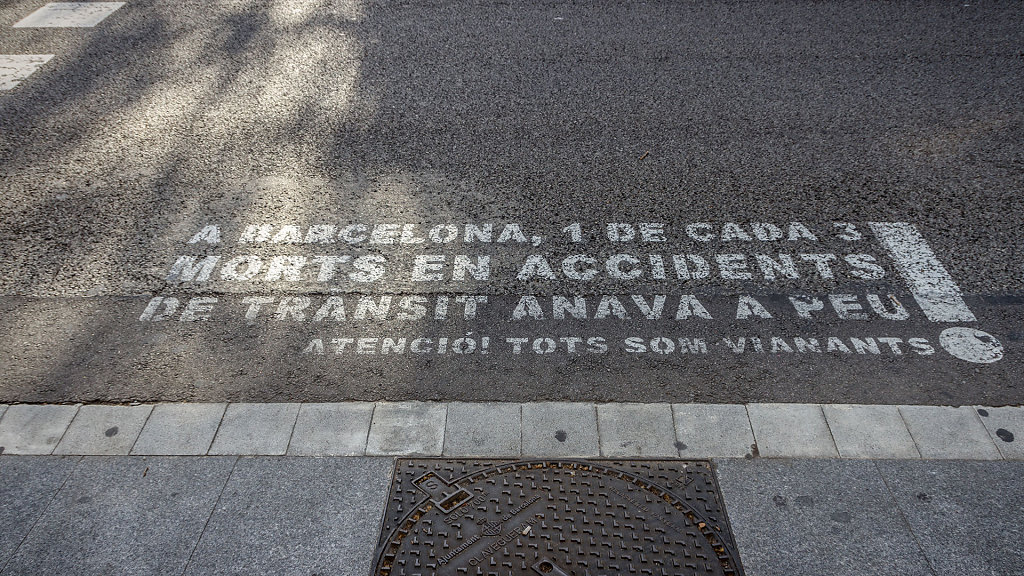 A BARCELONA, 1 DE CADA 3
MORTS EN ACCIDENTS
DE TRÀNSIT ANAVA A PEU!
ATENCIÓ! TOTS SOM VIANANTS